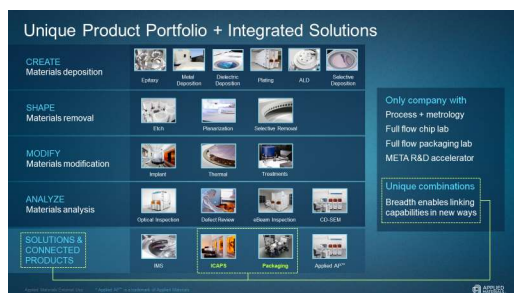 Unique Product Portfolio + Integrated Solutions
CREATE
Materials deposition
Epitaxy
Metal
Deposition
Dielectric
Deposition
Plating
ALD
Selective
Deposition
SHAPE
Materials removal
Etch
Planarization
Selective Removal
MODIFY
Materials modification
Implant
Thermal
Treatments
ANALYZE
Materials analysis
Optical Inspection
Defect Review
eBeam Inspection
CD-SEM
SOLUTIONS &
CONNECTED
PRODUCTS
IMS
ICAPS
Packaging
Applied AIˣ™
Only company with
Process + metrology
Full flow chip lab
Full flow packaging lab
META R&D accelerator
Unique combinations
Breadth enables linking
capabilities in new ways
APPLIED
MATERIALS